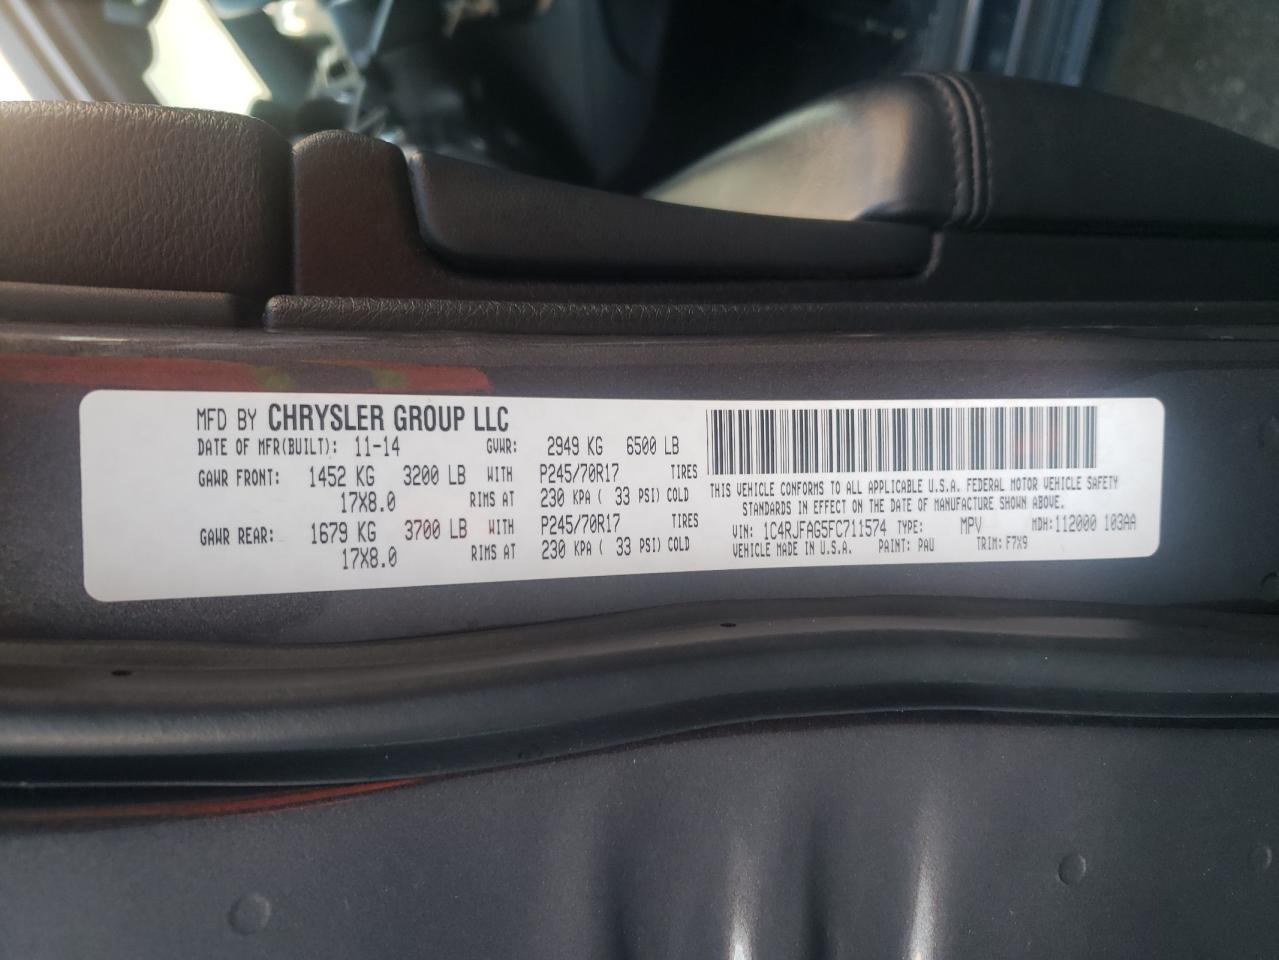 MFD BY CHRYSLER GROUP LLC
DATE OF MFR(BUILT): 11-14 GVWR: 2949 KG 6500 LB
GAWR FRONT: 1452 KG 3200 LB WITH P245/70R17 TIRES
17X8.0 RIMS AT 230 KPA ( 33 PSI) COLD
GAWR REAR: 1679 KG 3700 LB WITH P245/70R17 TIRES
17X8.0 RIMS AT 230 KPA ( 33 PSI) COLD
THIS VEHICLE CONFORMS TO ALL APPLICABLE U.S.A. FEDERAL MOTOR VEHICLE SAFETY
STANDARDS IN EFFECT ON THE DATE OF MANUFACTURE SHOWN ABOVE.
VIN: 1C4RJFAG5FC711574 TYPE: MPV MDH: 112000 103AA
VEHICLE MADE IN U.S.A. PAINT: PAU TRIM: F7X9